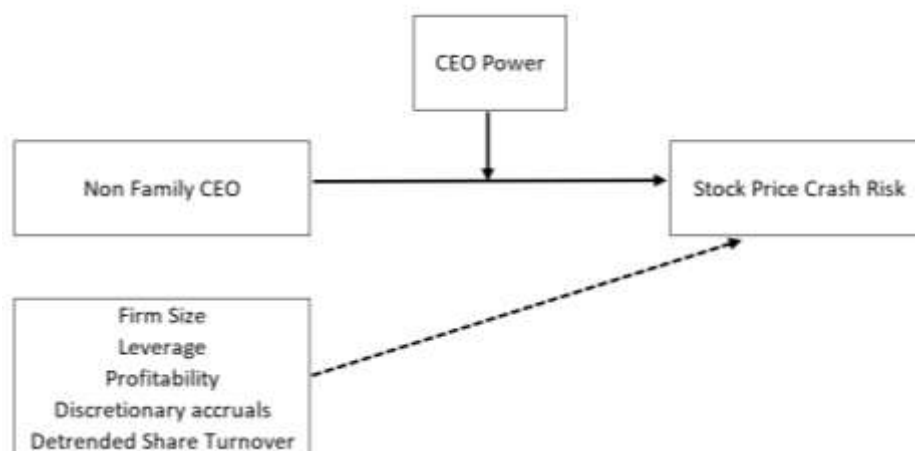 CEO Power
Non Family CEO
Stock Price Crash Risk
Firm Size
Leverage
Profitability
Discretionary accruals
Detrended Share Turnover